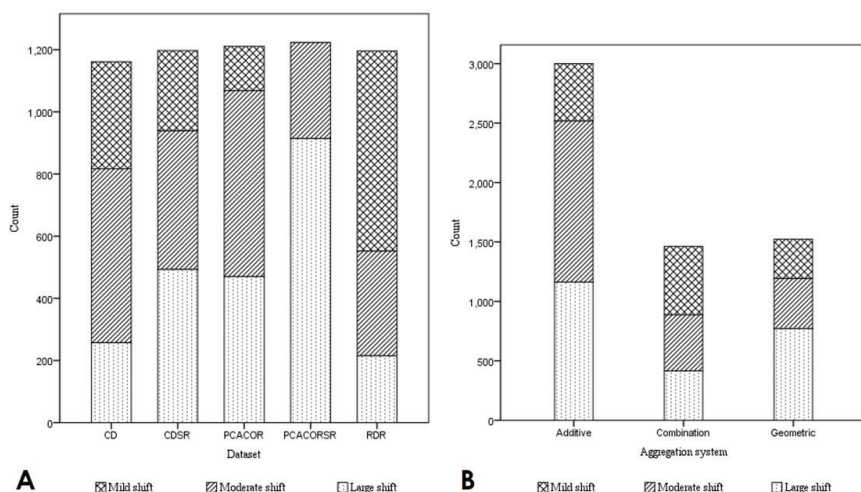 1,200
1,000
800
600
400
200
0
Count
CD CDSR PCACOR PCACORSR RDR
Dataset
A Mild shift Moderate shift Large shift
3,000
2,500
2,000
1,500
1,000
500
0
Count
Additive Combination Geometric
Aggregation system
B Mild shift Moderate shift Large shift